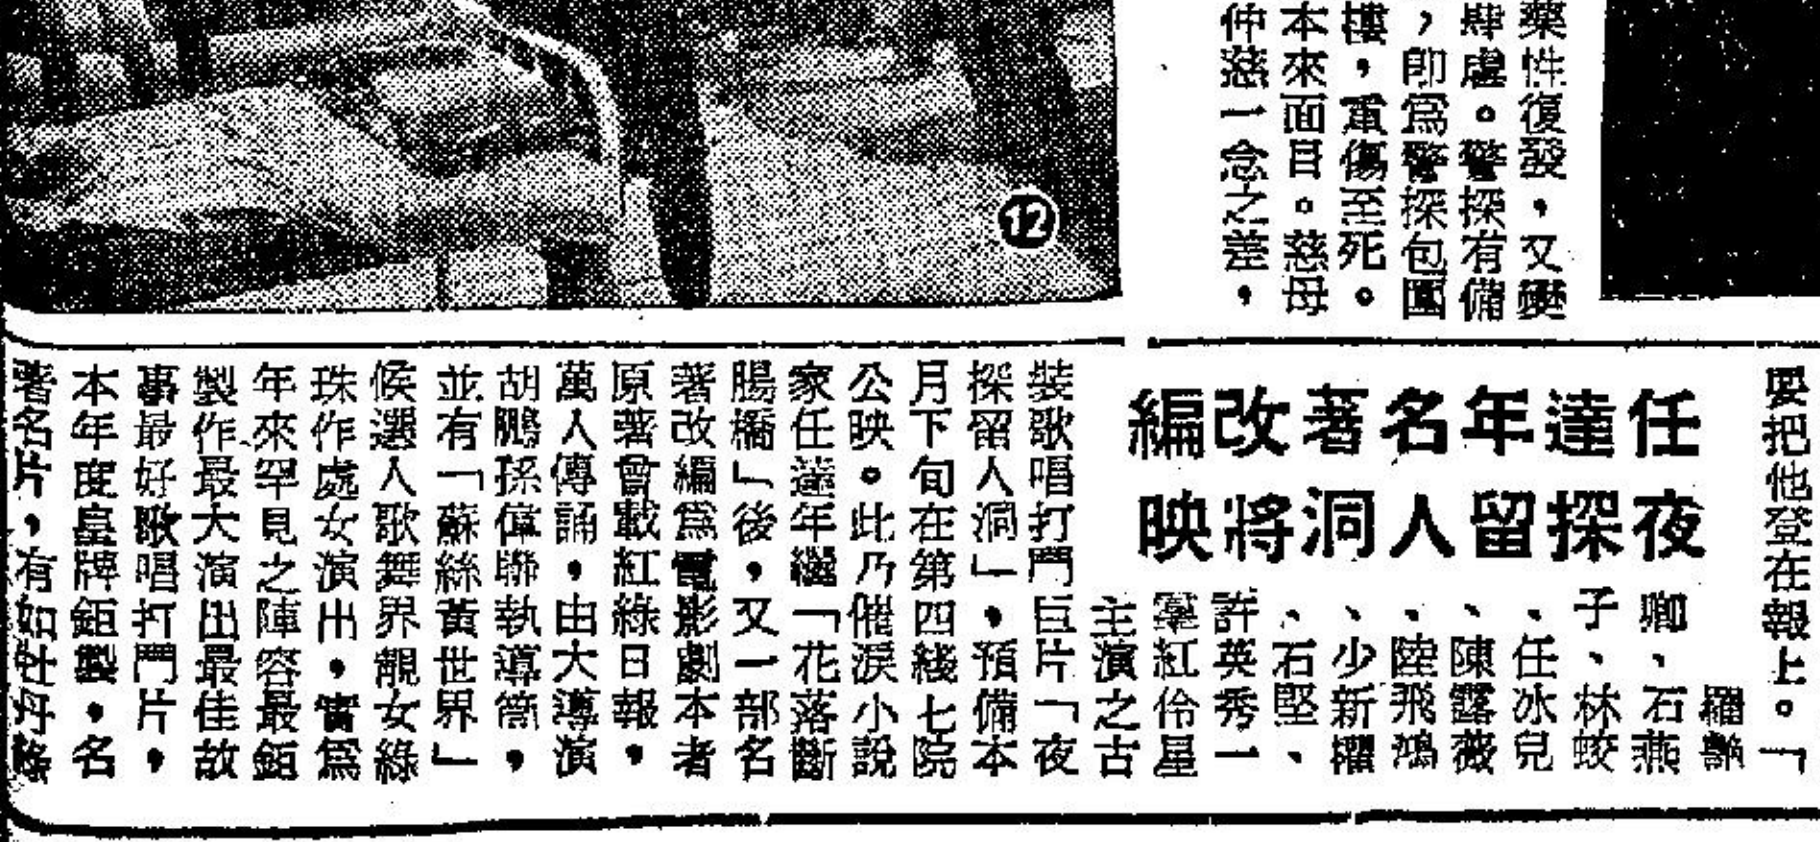 藥性復發，又變
肆虐。警探有備
，即爲警探包圍
樓，重傷至死。
本來面目。慈母
仲慈一念之差，
12
要把他登在報上。「
任達年名著改編
夜探留人洞將映
羅艷
卿、石燕
子、林蛟
、任冰兒
、陳露薇
、陸飛鴻
、少新權
、石堅、
許英秀一
羣紅伶星
主演之古
裝歌唱打鬥巨片「夜
探留人洞」，預備本
月下旬在第四綫七院
公映。此乃催淚小說
家任達年繼「花落斷
腸橋」後，又一部名
著改編爲電影劇本者
原著曾載紅綠日報，
萬人傳誦，由大導演
胡鵬孫偉聯執導筒，
並有「蘇絲黃世界」
候選人歌舞界靚女綠
珠作處女演出，實爲
年來罕見之陣容最鉅
製作最大演出最佳故
事最好歌唱打鬥片，
本年度皇牌鉅製，名
著名片，有如牡丹綠